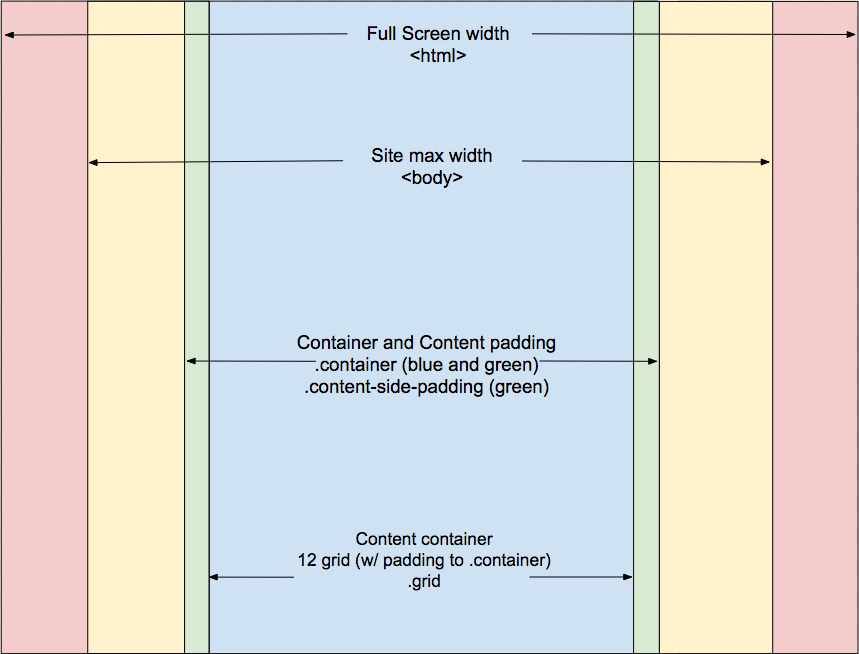 Full Screen width
<html>
Site max width
<body>
Container and Content padding
.container (blue and green)
.content-side-padding (green)
Content container
12 grid (w/ padding to .container)
.grid